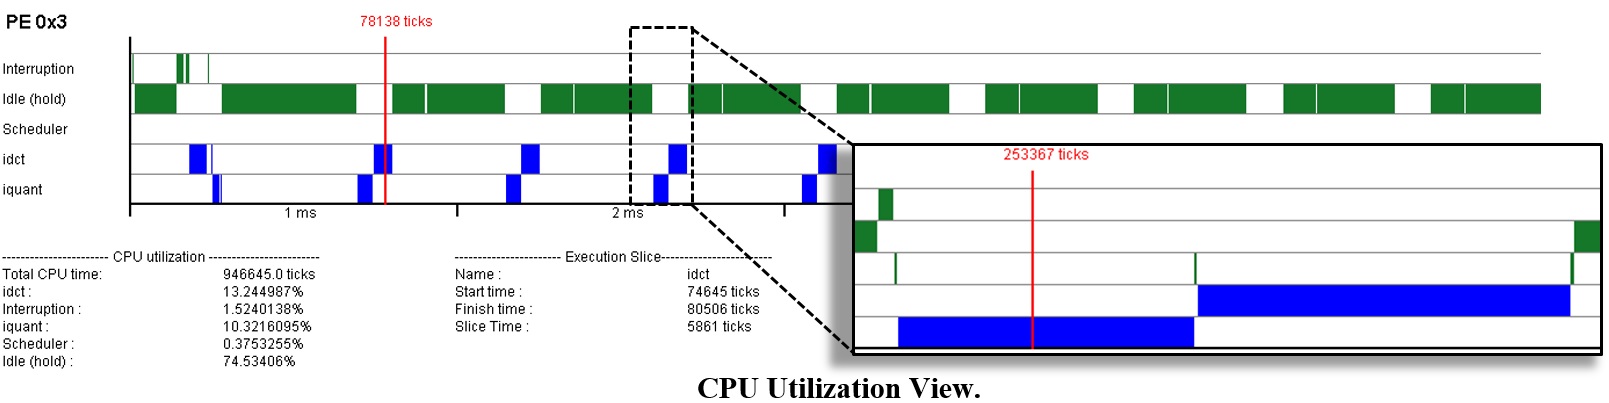 PE 0x3
78138 ticks
Interruption
Idle (hold)
Scheduler
idct
iquant
1 ms
2 ms
253367 ticks
----------------------- CPU utilization ------------------------
Total CPU time: 946645.0 ticks
idct : 13.244987%
Interruption : 1.5240138%
iquant : 10.3216095%
Scheduler : 0.3753255%
Idle (hold) : 74.53406%
----------------------- Execution Slice------------------------
Name : idct
Start time : 74645 ticks
Finish time : 80506 ticks
Slice Time : 5861 ticks
CPU Utilization View.